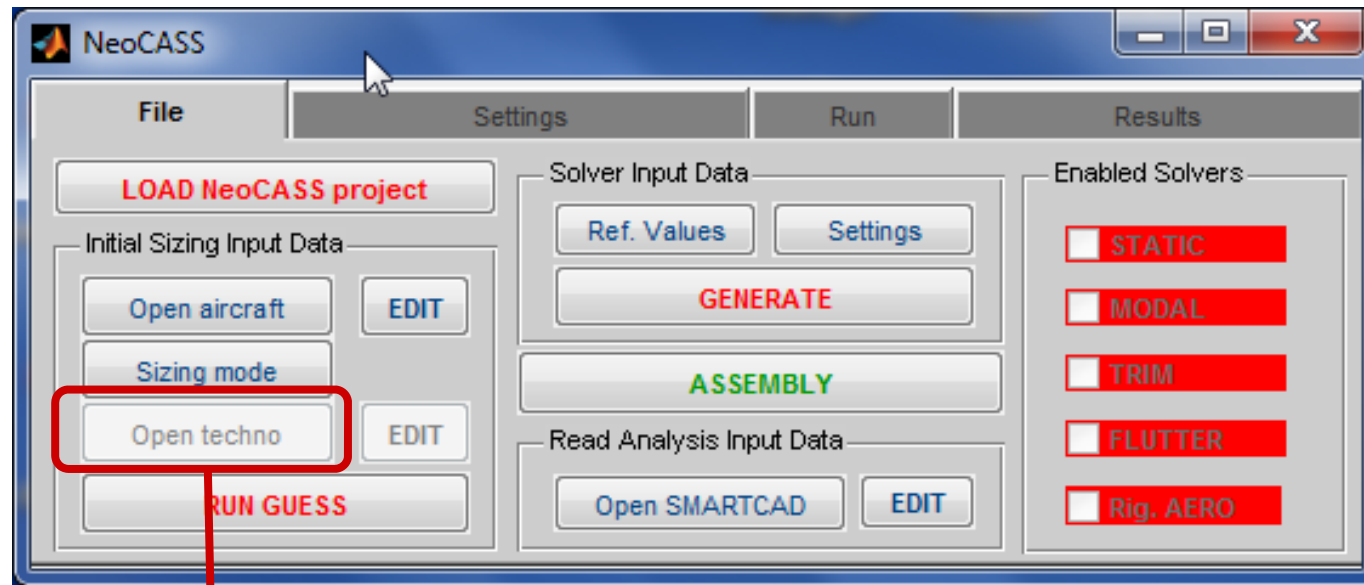 NeoCASS
File
Settings
Run
Results
LOAD NeoCASS project
Initial Sizing Input Data
Open aircraft
EDIT
Sizing mode
Open techno
EDIT
RUN GUESS
Solver Input Data
Ref. Values
Settings
GENERATE
ASSEMBLY
Read Analysis Input Data
Open SMARTCAD
EDIT
Enabled Solvers
STATIC
MODAL
TRIM
FLUTTER
Rig. AERO